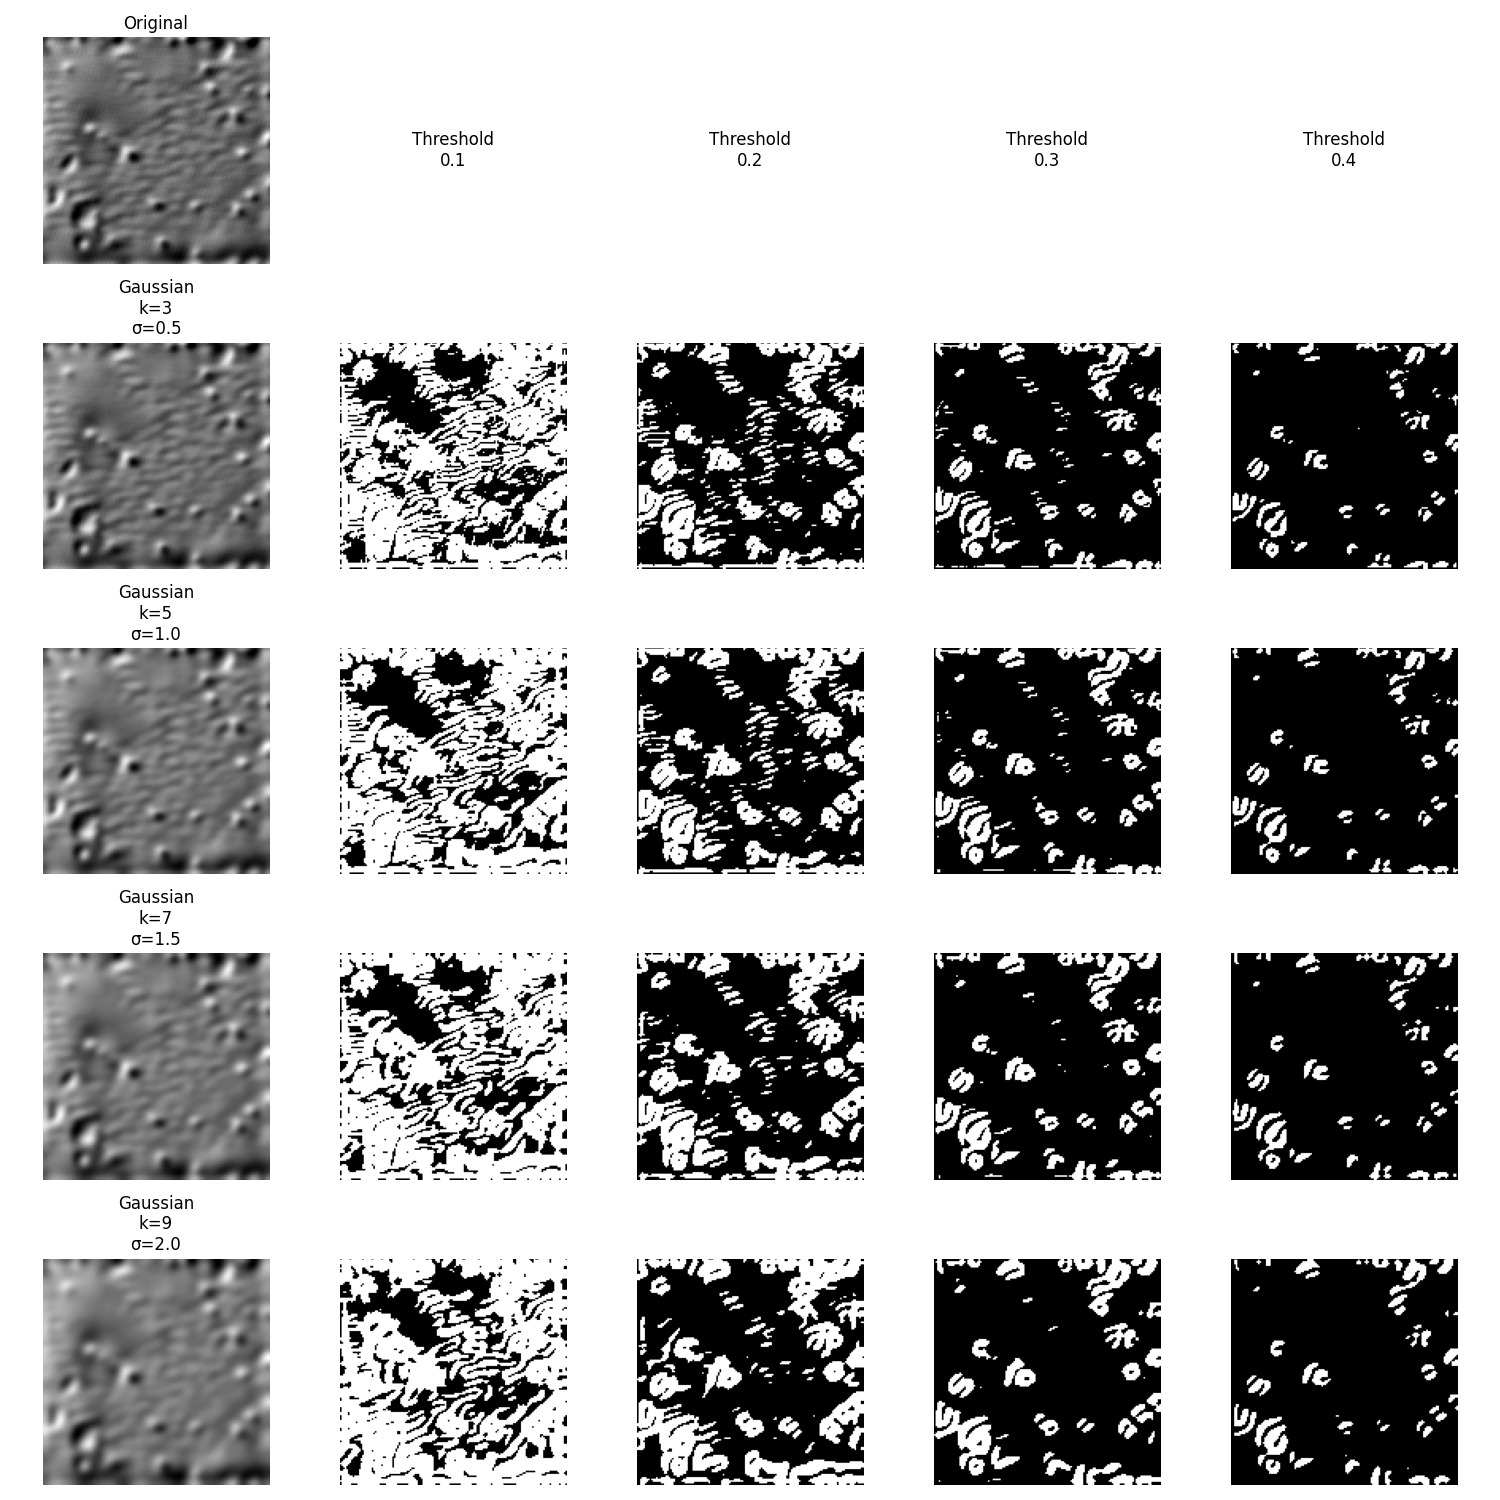 Original
Threshold
0.1
Threshold
0.2
Threshold
0.3
Threshold
0.4
Gaussian
k=3
σ=0.5
Gaussian
k=5
σ=1.0
Gaussian
k=7
σ=1.5
Gaussian
k=9
σ=2.0